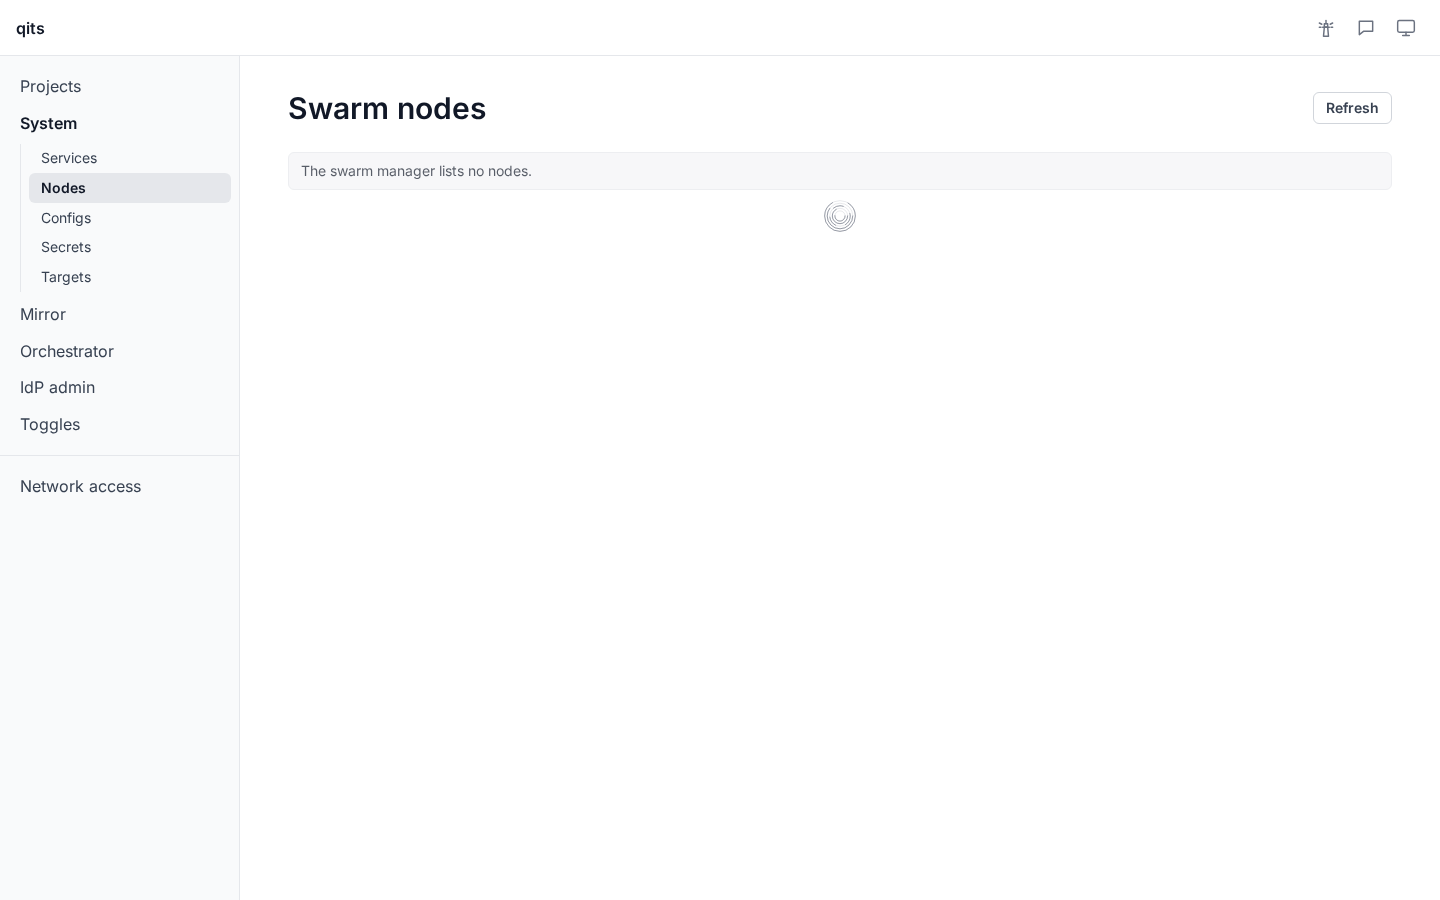 qits
Projects
System
Services
Nodes
Configs
Secrets
Targets
Mirror
Orchestrator
IdP admin
Toggles
Network access
Swarm nodes
Refresh
The swarm manager lists no nodes.